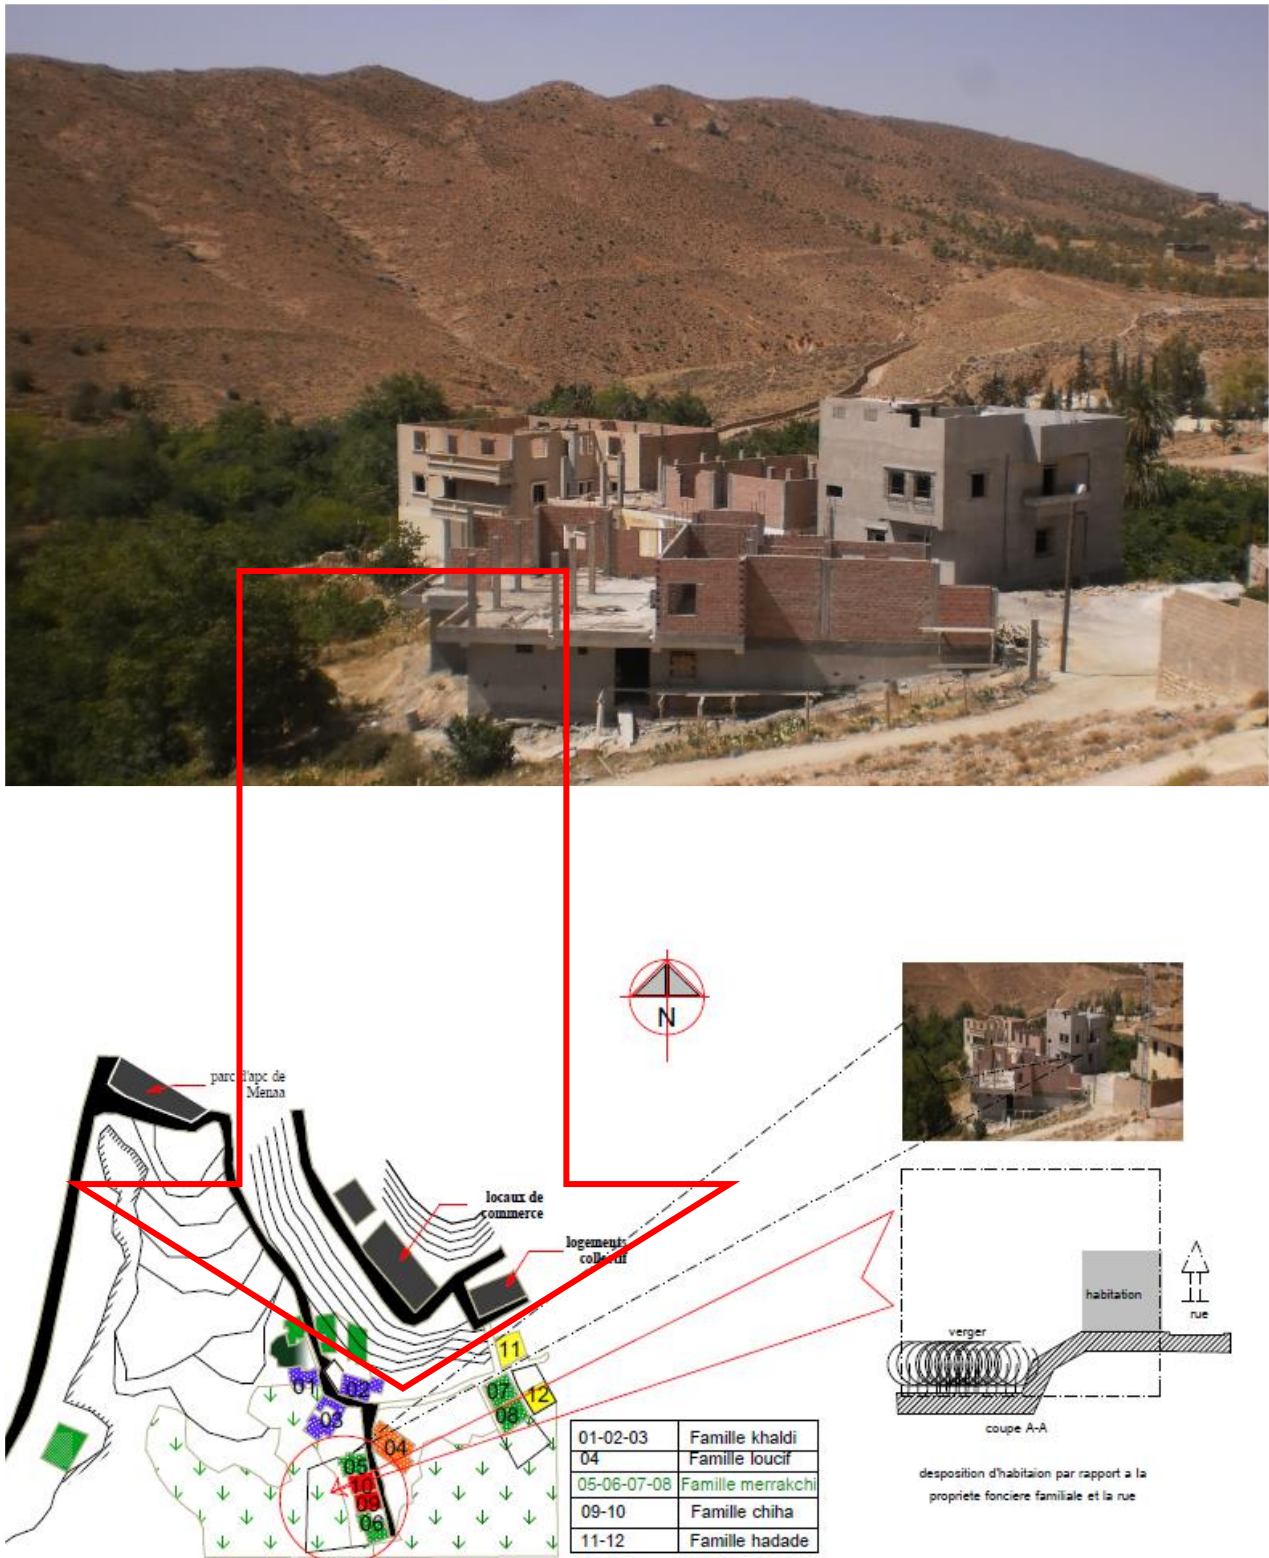 N
parc d'apc de
Menaa
locaux de
commerce
logements
collectif
11
12
07
08
01
02
03
04
05
10
09
06
01-02-03 Famille khaldi
04 Famille loucif
05-06-07-08 Famille merrakchi
09-10 Famille chiha
11-12 Famille hadade
habitation
rue
verger
coupe A-A
desposition d'habitaion par rapport a la
propriete fonciere familiale et la rue